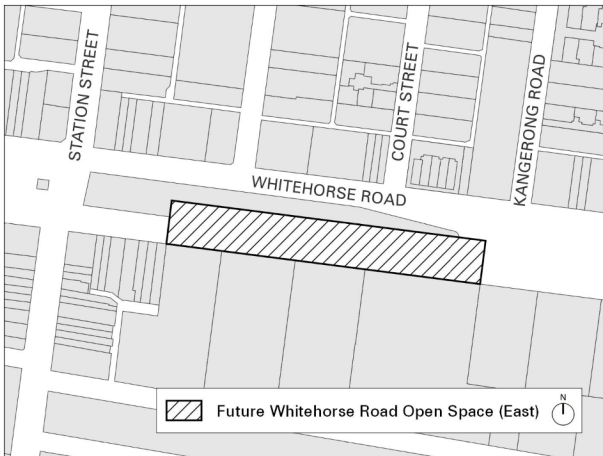 STATION STREET
COURT STREET
KANGERONG ROAD
WHITEHORSE ROAD
Future Whitehorse Road Open Space (East)
N